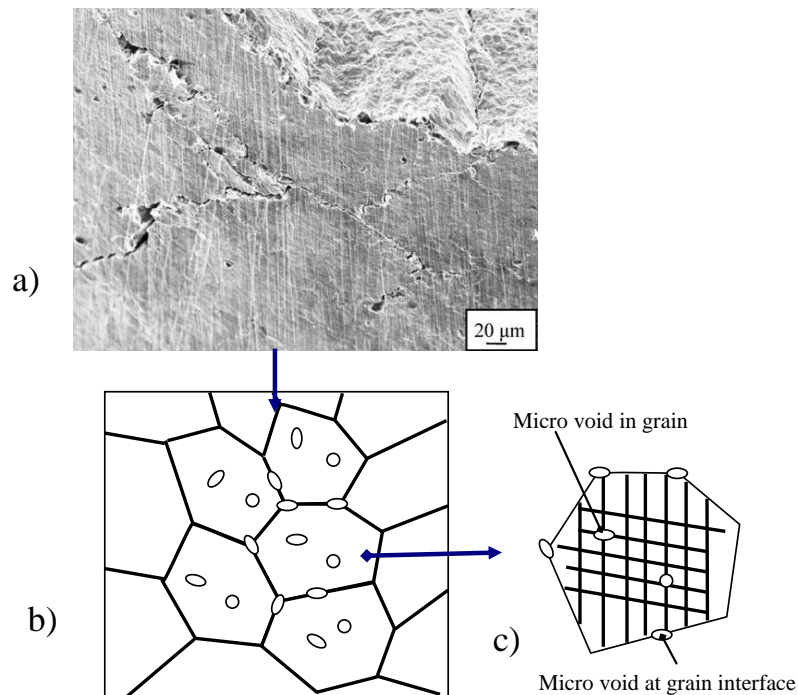 a)
20 μm
b)
Micro void in grain
c)
Micro void at grain interface